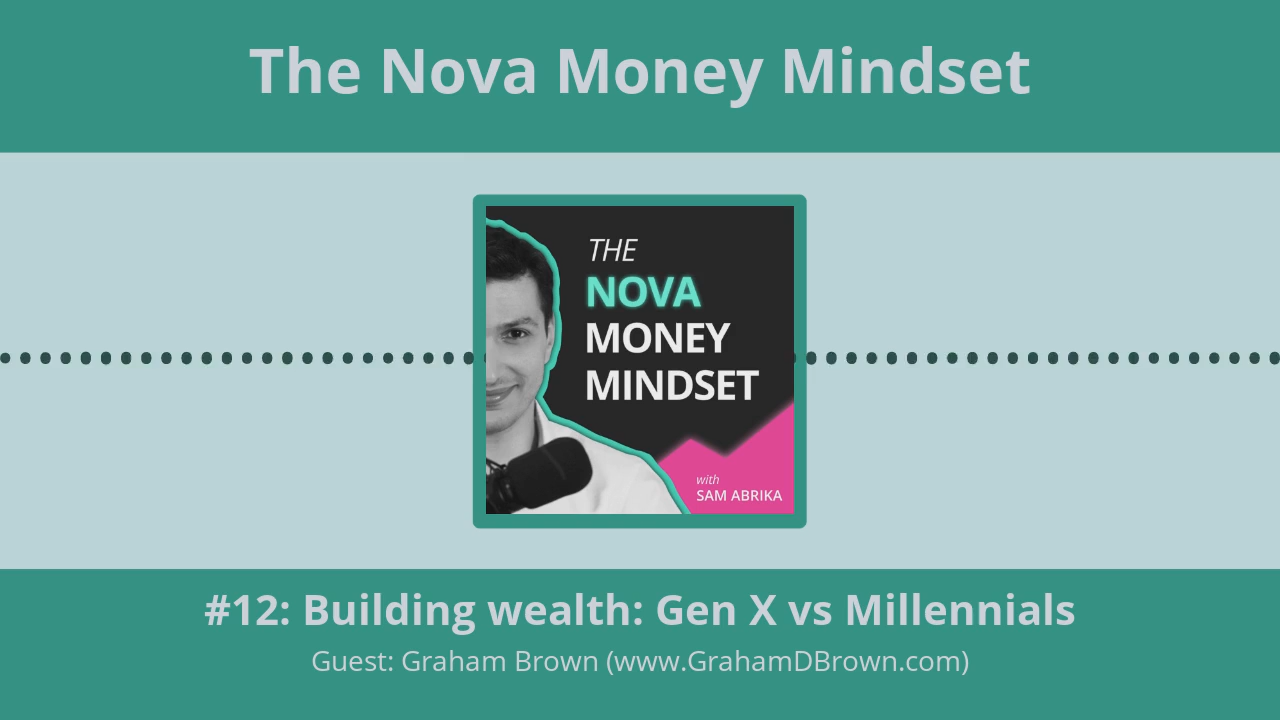 The Nova Money Mindset
THE
NOVA
MONEY
MINDSET
with
SAM ABRIKA
#12: Building wealth: Gen X vs Millennials
Guest: Graham Brown (www.GrahamDBrown.com)